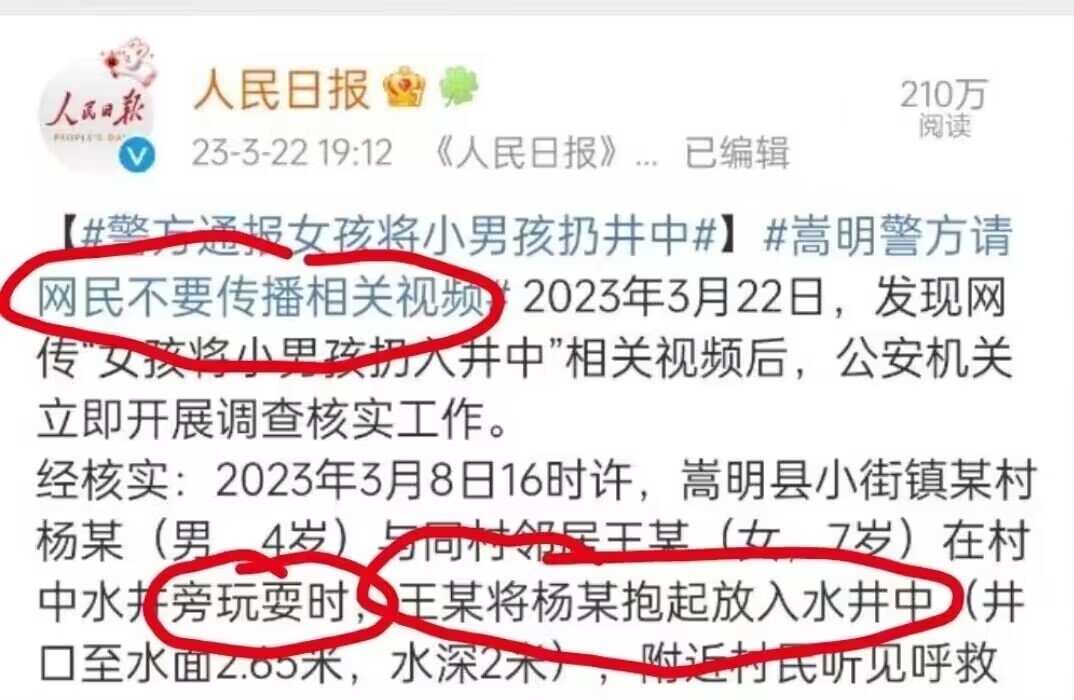 人民日报
人民日报
PEOPLE'S DA
23-3-22 19:12 《人民日报》... 已编辑
210万
阅读
【#警方通报女孩将小男孩扔井中#】#嵩明警方请
网民不要传播相关视频# 2023年3月22日，发现网
传“女孩将小男孩扔入井中”相关视频后，公安机关
立即开展调查核实工作。
经核实：2023年3月8日16时许，嵩明县小街镇某村
杨某（男，4岁）与同村邻居王某（女，7岁）在村
中水井旁玩耍时，王某将杨某抱起放入水井中（井
口至水面2.65米，水深2米），附近村民听见呼救